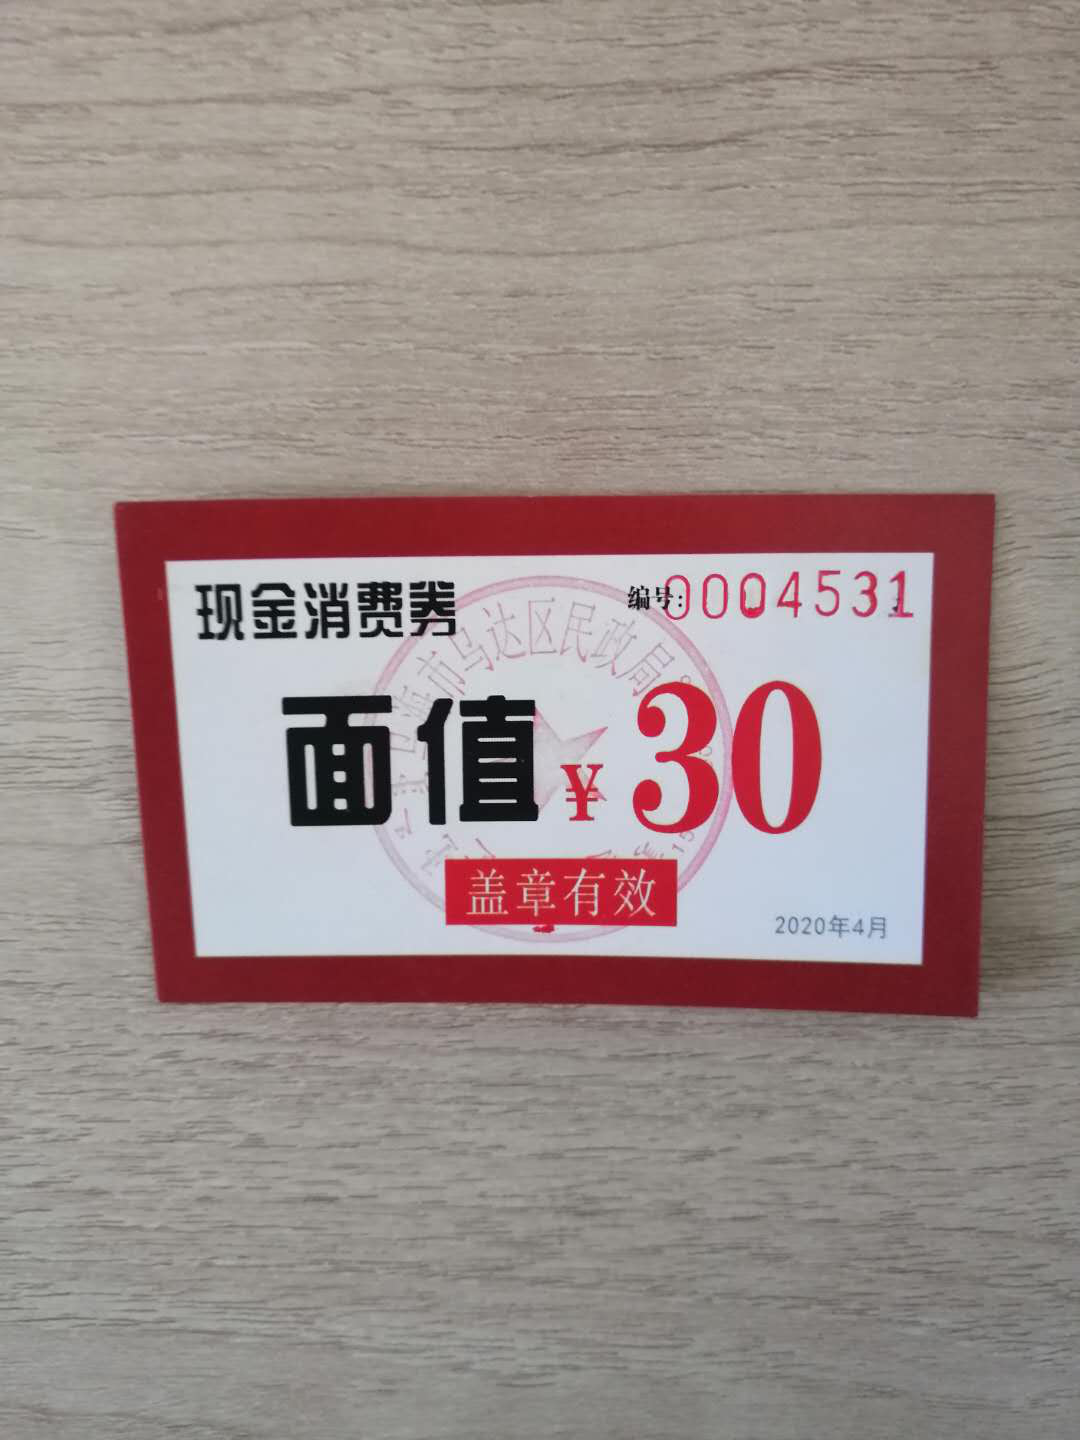 现金消费券
编号:0004531
市乌达区民政局
面值¥30
盖章有效
2020年4月